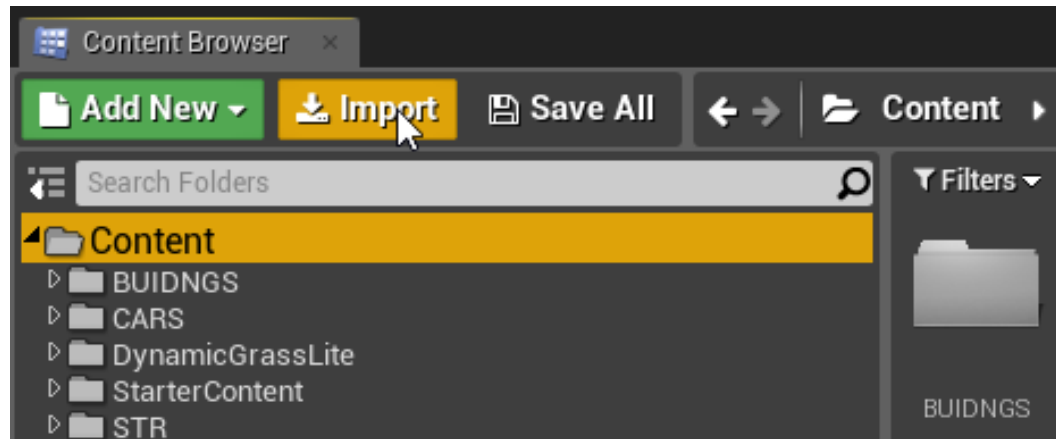 Content Browser
Add New Import Save All Content
Search Folders Filters
Content
BUIDNGS
CARS
DynamicGrassLite
StarterContent
BUIDNGS
STR